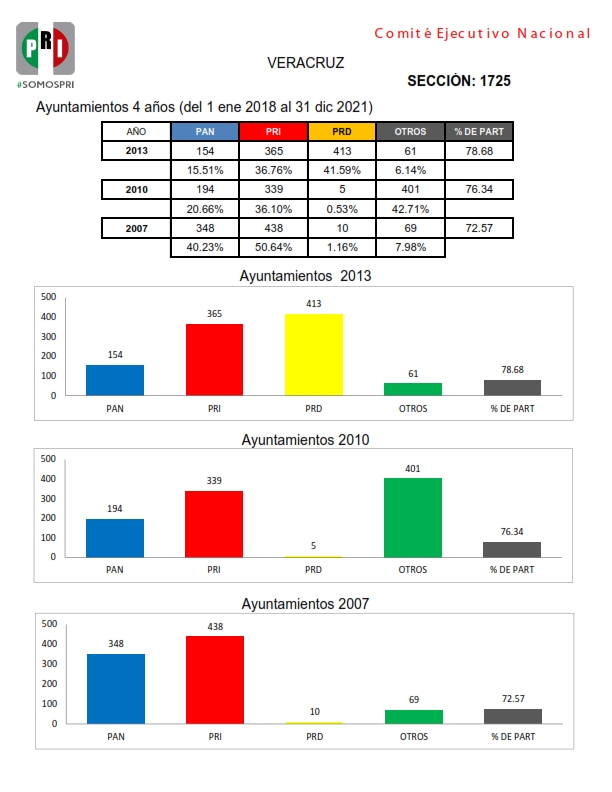 Comité Ejecutivo Nacional
PRI
#SOMOSPRI
VERACRUZ
SECCIÓN: 1725
Ayuntamientos 4 años (del 1 ene 2018 al 31 dic 2021)
AÑO PAN PRI PRD OTROS % DE PART
2013 154 365 413 61 78.68
15.51% 36.76% 41.59% 6.14%
2010 194 339 5 401 76.34
20.66% 36.10% 0.53% 42.71%
2007 348 438 10 69 72.57
40.23% 50.64% 1.16% 7.98%
Ayuntamientos 2013
500
400
300
200
100
0
154 365 413 61 78.68
PAN PRI PRD OTROS % DE PART
Ayuntamientos 2010
500
400
300
200
100
0
194 339 5 401 76.34
PAN PRI PRD OTROS % DE PART
Ayuntamientos 2007
500
400
300
200
100
0
348 438 10 69 72.57
PAN PRI PRD OTROS % DE PART